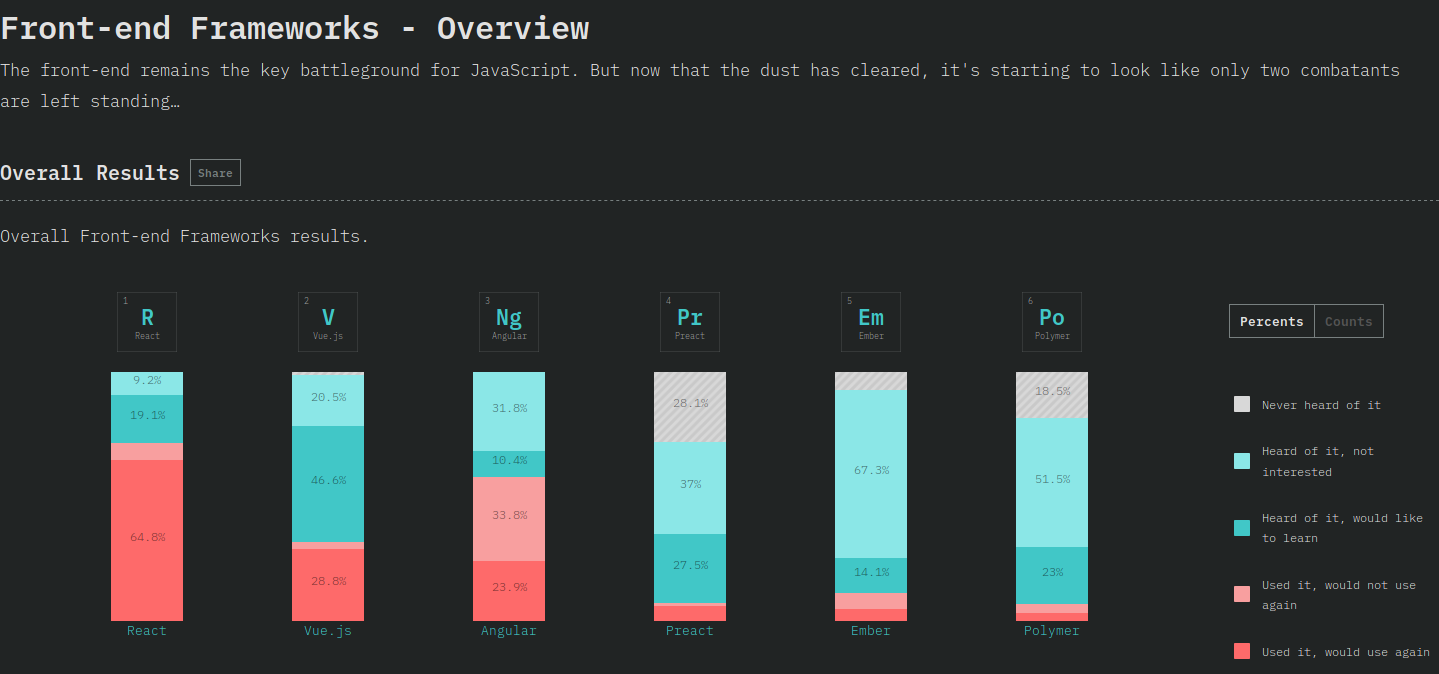 Front-end Frameworks - Overview
The front-end remains the key battleground for JavaScript. But now that the dust has cleared, it's starting to look like only two combatants
are left standing…
Overall Results
Share
Overall Front-end Frameworks results.
1
R
React
2
V
Vue.js
3
Ng
Angular
4
Pr
Preact
5
Em
Ember
6
Po
Polymer
Percents
Counts
9.2%
19.1%
64.8%
React
20.5%
46.6%
28.8%
Vue.js
31.8%
10.4%
33.8%
23.9%
Angular
28.1%
37%
27.5%
Preact
67.3%
14.1%
Ember
18.5%
51.5%
23%
Polymer
Never heard of it
Heard of it, not
interested
Heard of it, would like
to learn
Used it, would not use
again
Used it, would use again